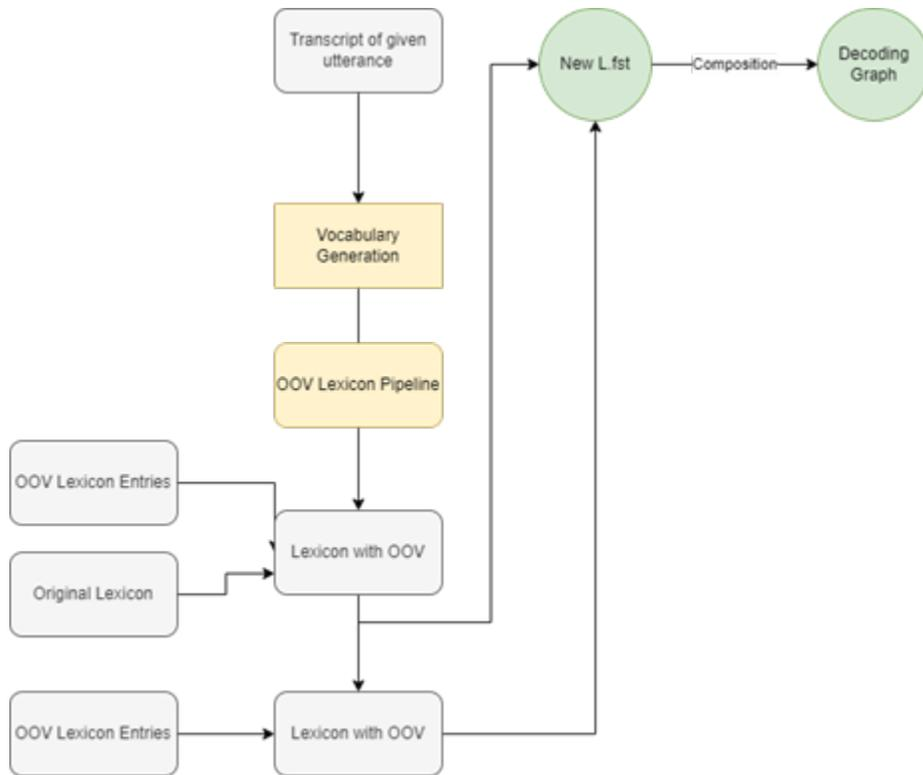 Transcript of given
utterance
New L.fst
Composition
Decoding
Graph
Vocabulary
Generation
OOV Lexicon Pipeline
OOV Lexicon Entries
Lexicon with OOV
Original Lexicon
OOV Lexicon Entries
Lexicon with OOV